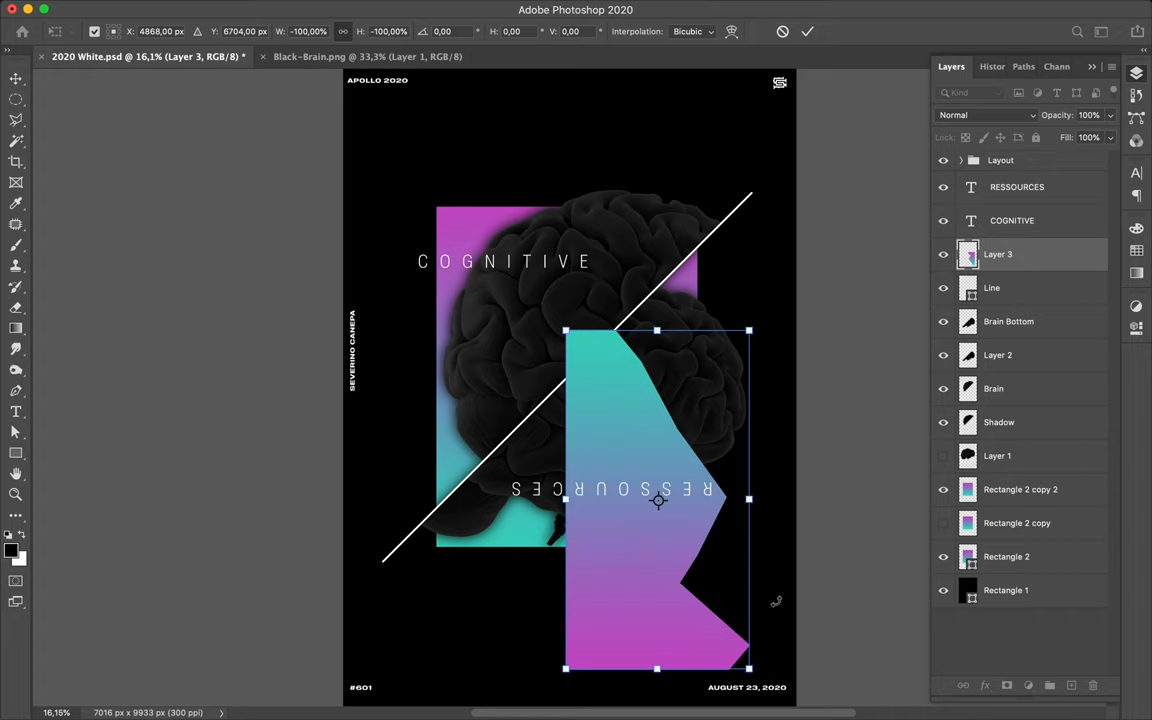 Adobe Photoshop 2020
X: 4868,00 px
Y: 6704,00 px
W: -100,00%
H: -100,00%
0,00
H: 0,00
V: 0,00
Interpolation: Bicubic
2020 White.psd @ 16,1% (Layer 3, RGB/8) *
Black-Brain.png @ 33,3% (Layer 1, RGB/8)
APOLLO 2020
COGNITIVE
SEVERINO CANEPA
RESSOURCES
#601
AUGUST 23, 2020
Layers
Histor
Paths
Chann
Kind
Normal
Opacity: 100%
Lock:
Fill: 100%
Layout
RESSOURCES
COGNITIVE
Layer 3
Line
Brain Bottom
Layer 2
Brain
Shadow
Layer 1
Rectangle 2 copy 2
Rectangle 2 copy
Rectangle 2
Rectangle 1
16,15%
7016 px x 9933 px (300 ppi)